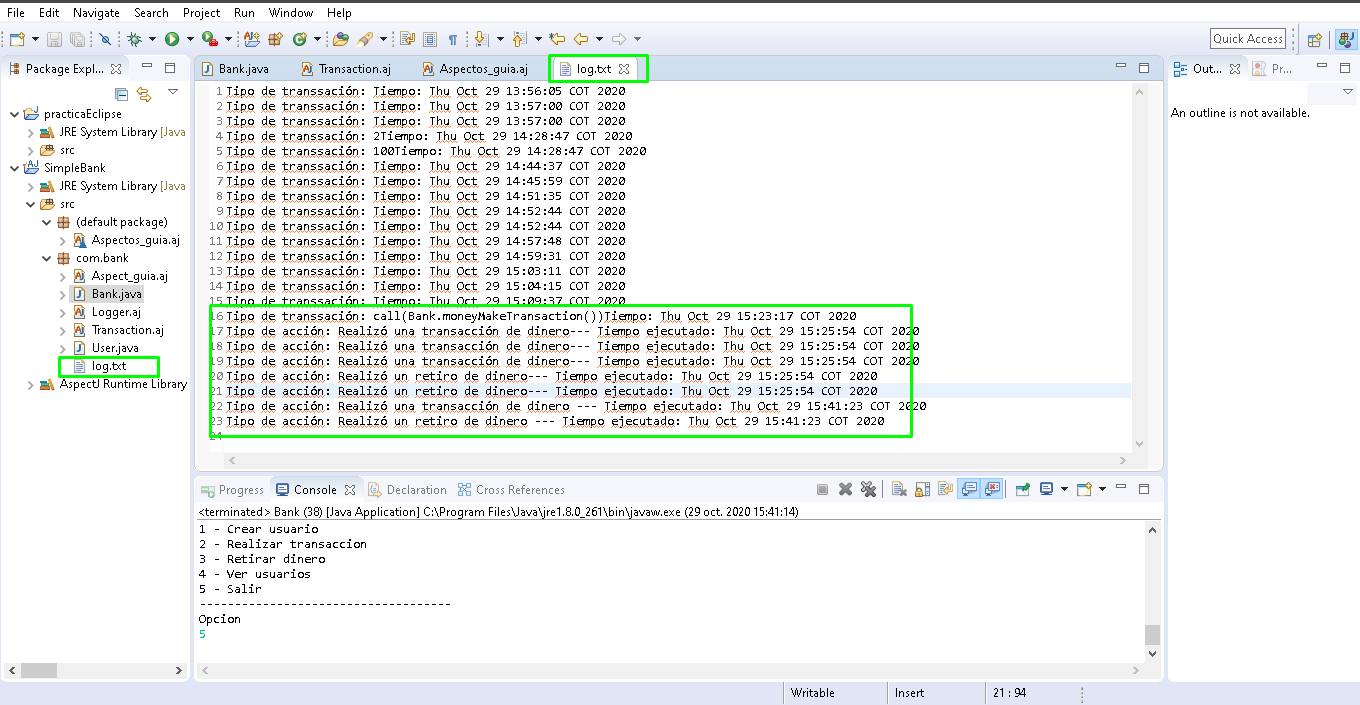 File Edit Navigate Search Project Run Window Help
Quick Access
Package Expl...
practicaEclipse
JRE System Library [Java
src
SimpleBank
JRE System Library [Java
src
(default package)
Aspectos_guia.aj
com.bank
Aspect_guia.aj
Bank.java
Logger.aj
Transaction.aj
User.java
log.txt
AspectJ Runtime Library
Bank.java Transaction.aj Aspectos_guia.aj log.txt
1 Tipo de transsación: Tiempo: Thu Oct 29 13:56:05 COT 2020
2 Tipo de transsación: Tiempo: Thu Oct 29 13:57:00 COT 2020
3 Tipo de transsación: Tiempo: Thu Oct 29 13:57:00 COT 2020
4 Tipo de transsación: 2Tiempo: Thu Oct 29 14:28:47 COT 2020
5 Tipo de transsación: 100Tiempo: Thu Oct 29 14:28:47 COT 2020
6 Tipo de transsación: Tiempo: Thu Oct 29 14:44:37 COT 2020
7 Tipo de transsación: Tiempo: Thu Oct 29 14:45:59 COT 2020
8 Tipo de transsación: Tiempo: Thu Oct 29 14:51:35 COT 2020
9 Tipo de transsación: Tiempo: Thu Oct 29 14:52:44 COT 2020
10 Tipo de transsación: Tiempo: Thu Oct 29 14:52:44 COT 2020
11 Tipo de transsación: Tiempo: Thu Oct 29 14:57:48 COT 2020
12 Tipo de transsación: Tiempo: Thu Oct 29 14:59:31 COT 2020
13 Tipo de transsación: Tiempo: Thu Oct 29 15:03:11 COT 2020
14 Tipo de transsación: Tiempo: Thu Oct 29 15:04:15 COT 2020
15 Tipo de transsación: Tiempo: Thu Oct 29 15:09:37 COT 2020
16 Tipo de transsación: call(Bank.moneyMakeTransaction())Tiempo: Thu Oct 29 15:23:17 COT 2020
17 Tipo de acción: Realizó una transacción de dinero--- Tiempo ejecutado: Thu Oct 29 15:25:54 COT 2020
18 Tipo de acción: Realizó una transacción de dinero--- Tiempo ejecutado: Thu Oct 29 15:25:54 COT 2020
19 Tipo de acción: Realizó una transacción de dinero--- Tiempo ejecutado: Thu Oct 29 15:25:54 COT 2020
20 Tipo de acción: Realizó un retiro de dinero--- Tiempo ejecutado: Thu Oct 29 15:25:54 COT 2020
21 Tipo de acción: Realizó un retiro de dinero--- Tiempo ejecutado: Thu Oct 29 15:25:54 COT 2020
22 Tipo de acción: Realizó una transacción de dinero --- Tiempo ejecutado: Thu Oct 29 15:41:23 COT 2020
23 Tipo de acción: Realizó un retiro de dinero --- Tiempo ejecutado: Thu Oct 29 15:41:23 COT 2020
24
Out... Pr...
An outline is not available.
Progress Console Declaration Cross References
<terminated> Bank (38) [Java Application] C:\Program Files\Java\jre1.8.0_261\bin\javaw.exe (29 oct. 2020 15:41:14)
1 - Crear usuario
2 - Realizar transaccion
3 - Retirar dinero
4 - Ver usuarios
5 - Salir
------------------------------------
Opcion
5
Writable Insert 21 : 94